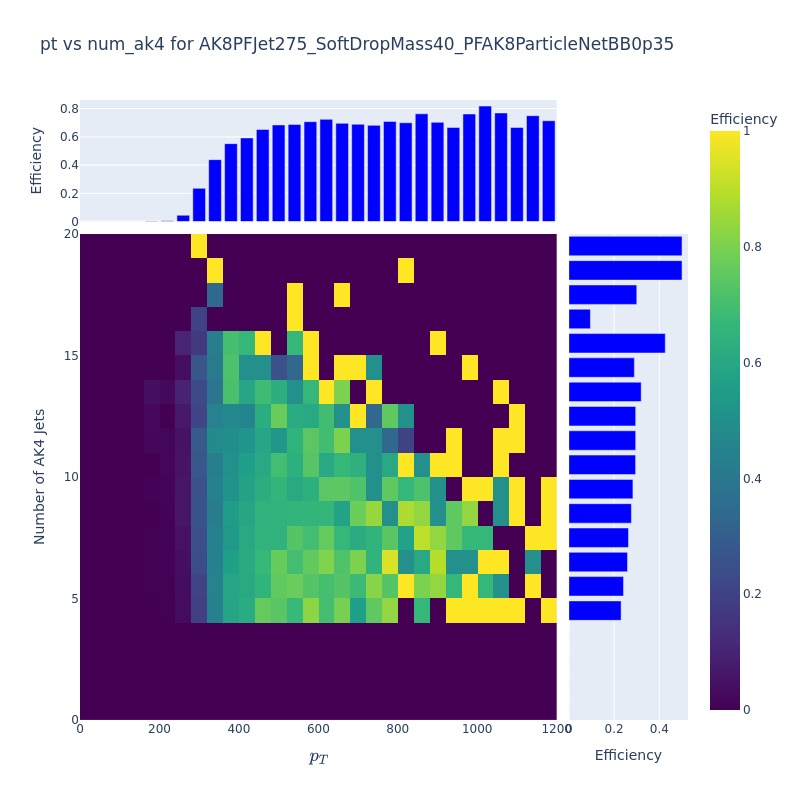 pt vs num_ak4 for AK8PFJet275_SoftDropMass40_PFAK8ParticleNetBB0p35
Efficiency
0.8
0.6
0.4
0.2
0
Efficiency
1
0.8
0.6
0.4
0.2
0
Number of AK4 Jets
20
15
10
5
0
0 200 400 600 800 1000 1200
p_T
0 0.2 0.4
Efficiency